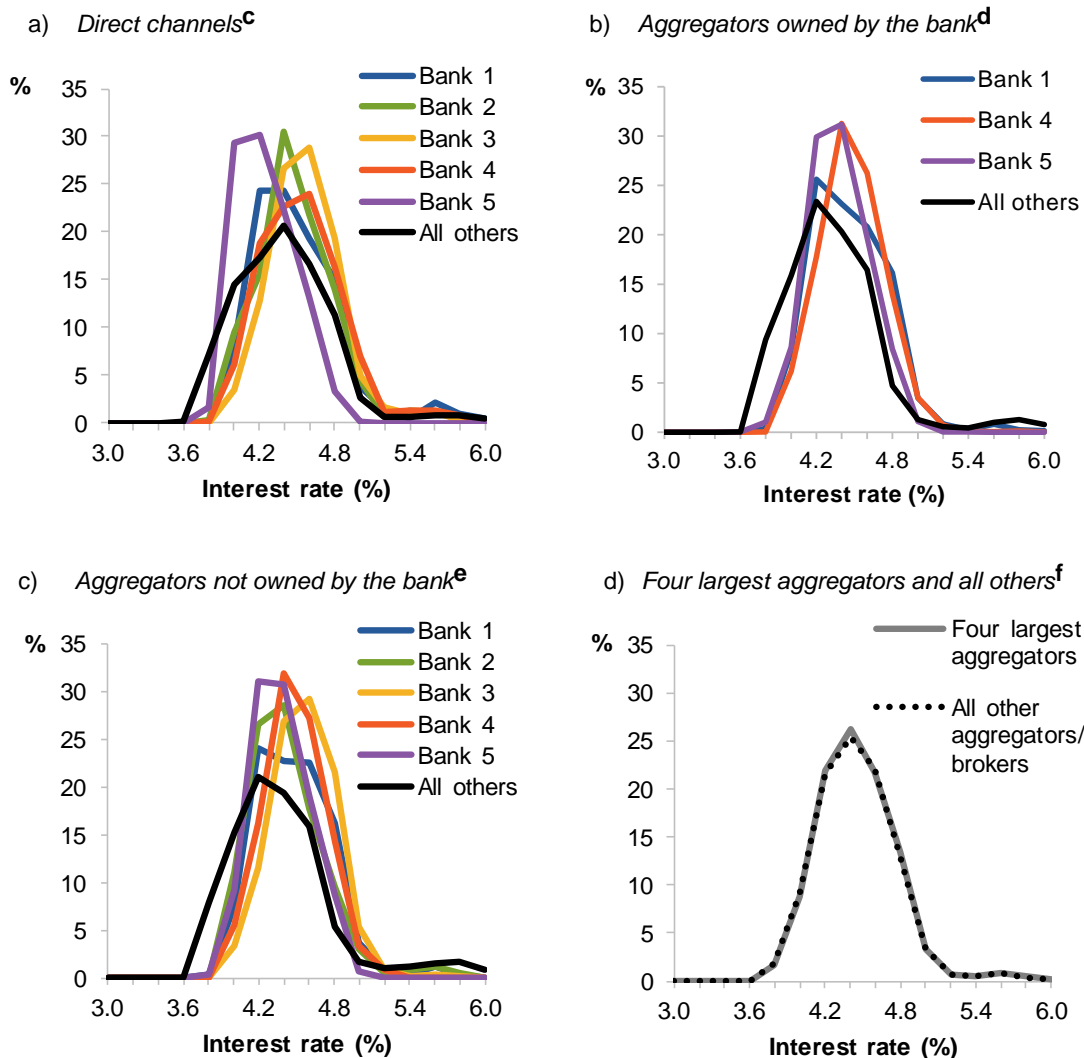 a) Direct channelsc
%
35
30
25
20
15
10
5
0
3.0 3.6 4.2 4.8 5.4 6.0
Interest rate (%)
Bank 1
Bank 2
Bank 3
Bank 4
Bank 5
All others
b) Aggregators owned by the bankd
%
35
30
25
20
15
10
5
0
3.0 3.6 4.2 4.8 5.4 6.0
Interest rate (%)
Bank 1
Bank 4
Bank 5
All others
c) Aggregators not owned by the banke
%
35
30
25
20
15
10
5
0
3.0 3.6 4.2 4.8 5.4 6.0
Interest rate (%)
Bank 1
Bank 2
Bank 3
Bank 4
Bank 5
All others
d) Four largest aggregators and all othersf
%
35
30
25
20
15
10
5
0
3.0 3.6 4.2 4.8 5.4 6.0
Interest rate (%)
Four largest
aggregators
All other
aggregators/
brokers